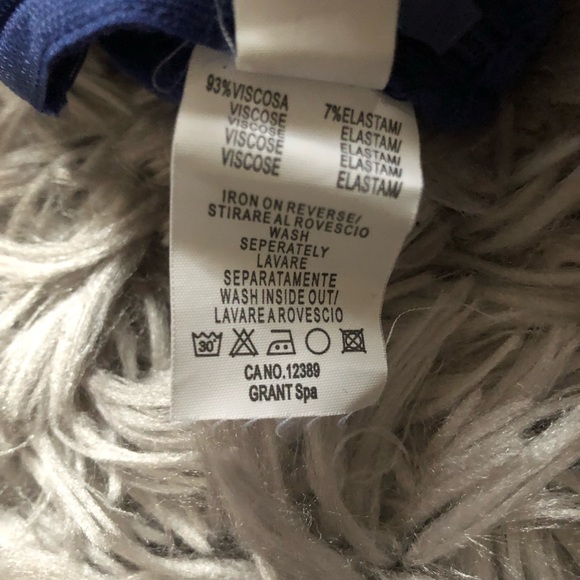 93%VISCOSA 7%ELASTAM/
VISCOSE ELASTAM/
VISCOSE ELASTAM/
VISCOSE ELASTAM/
VISCOSE ELASTAM/
IRON ON REVERSE/
STIRARE AL ROVESCIO
WASH
SEPERATELY
LAVARE
SEPARATAMENTE
WASH INSIDE OUT/
LAVARE A ROVESCIO
30°
CA NO.12389
GRANT Spa